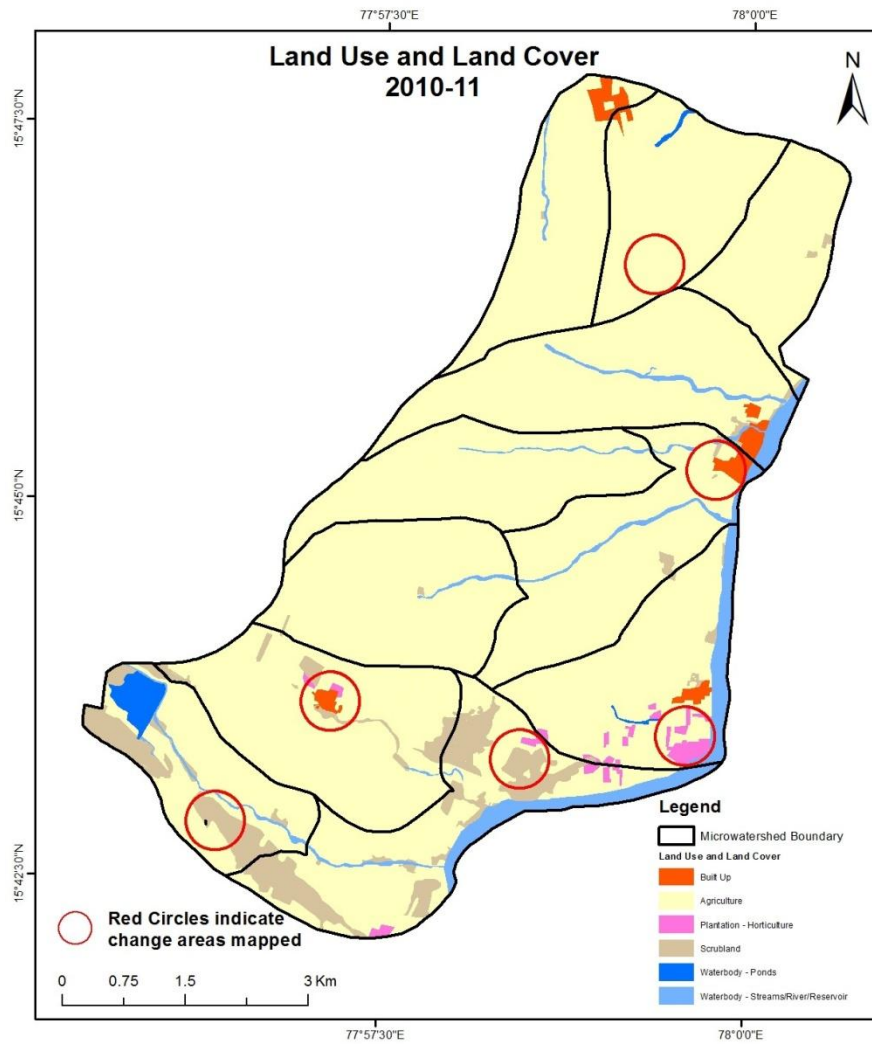 77°57'30"E
78°0'0"E
Land Use and Land Cover
2010-11
N
15°47'30"N
15°45'0"N
15°42'30"N
Legend
Microwatershed Boundary
Land Use and Land Cover
Built Up
Agriculture
Plantation - Horticulture
Scrubland
Waterbody - Ponds
Waterbody - Streams/River/Reservoir
Red Circles indicate
change areas mapped
0 0.75 1.5 3 Km
77°57'30"E
78°0'0"E